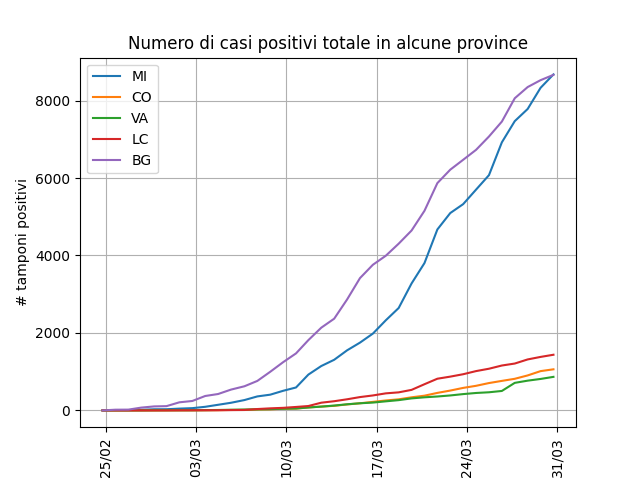 Numero di casi positivi totale in alcune province
MI
CO
VA
LC
BG
# tamponi positivi
8000
6000
4000
2000
0
25/02
03/03
10/03
17/03
24/03
31/03